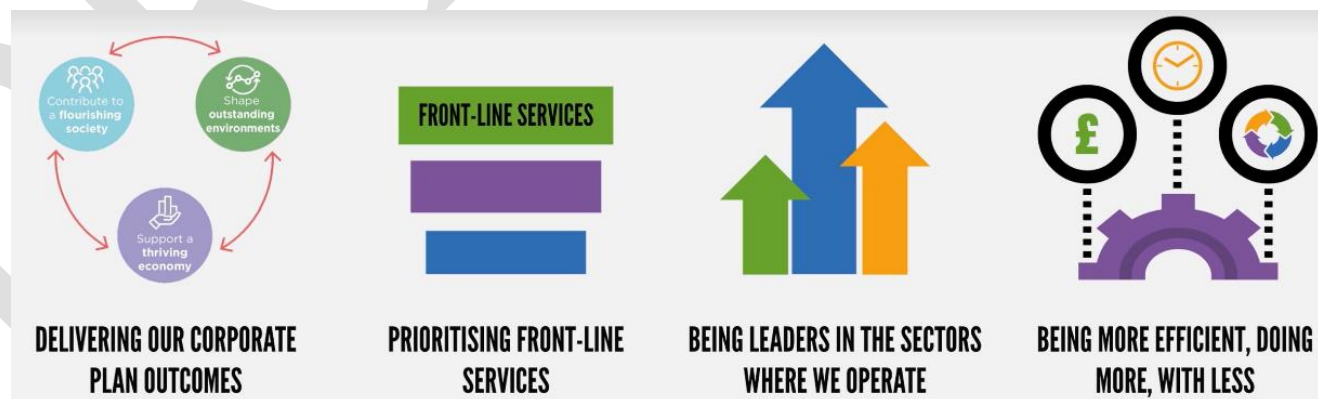 Contribute to
a flourishing
society
Shape
outstanding
environments
Support a
thriving
economy
DELIVERING OUR CORPORATE
PLAN OUTCOMES
FRONT-LINE SERVICES
PRIORITISING FRONT-LINE
SERVICES
BEING LEADERS IN THE SECTORS
WHERE WE OPERATE
£
BEING MORE EFFICIENT, DOING
MORE, WITH LESS